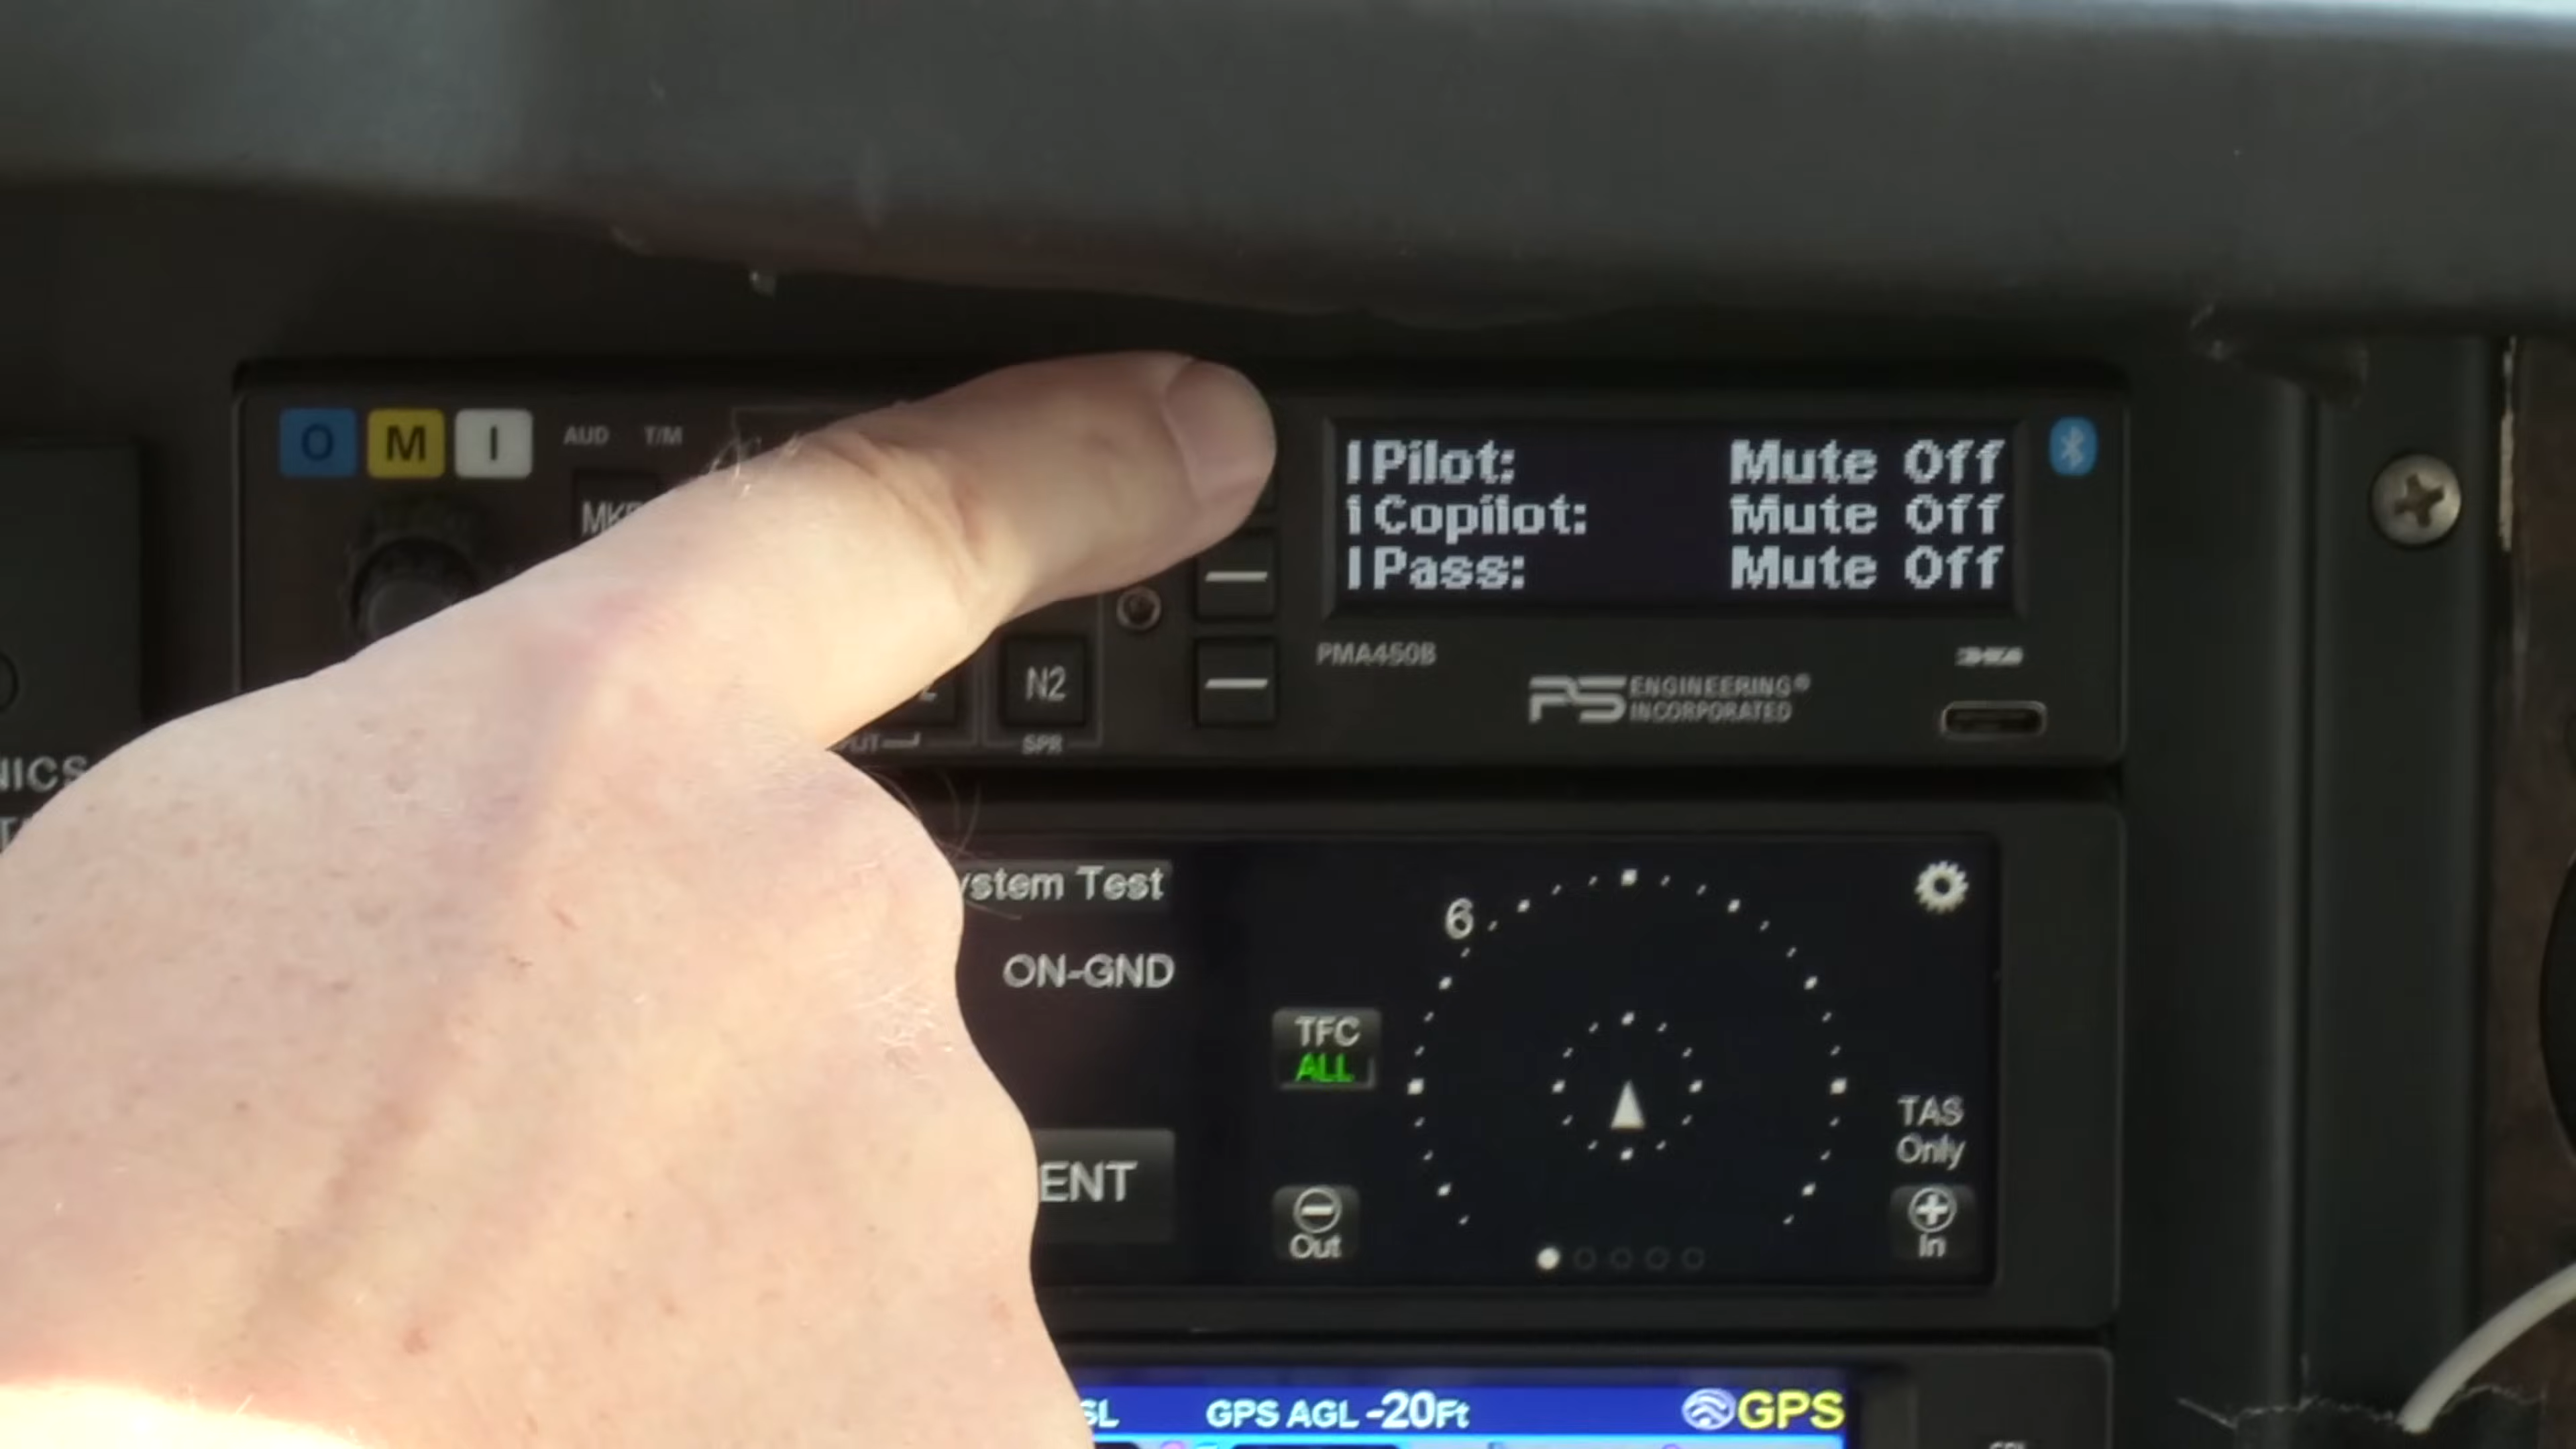 O M I AUD T/M
Pilot: Mute Off
Copilot: Mute Off
Pass: Mute Off
N2
SPR
PMA450B
PS ENGINEERING®
INCORPORATED
System Test
ON-GND
6
TFC
ALL
TAS
Only
ENT
Out
In
GPS AGL -20Ft
GPS